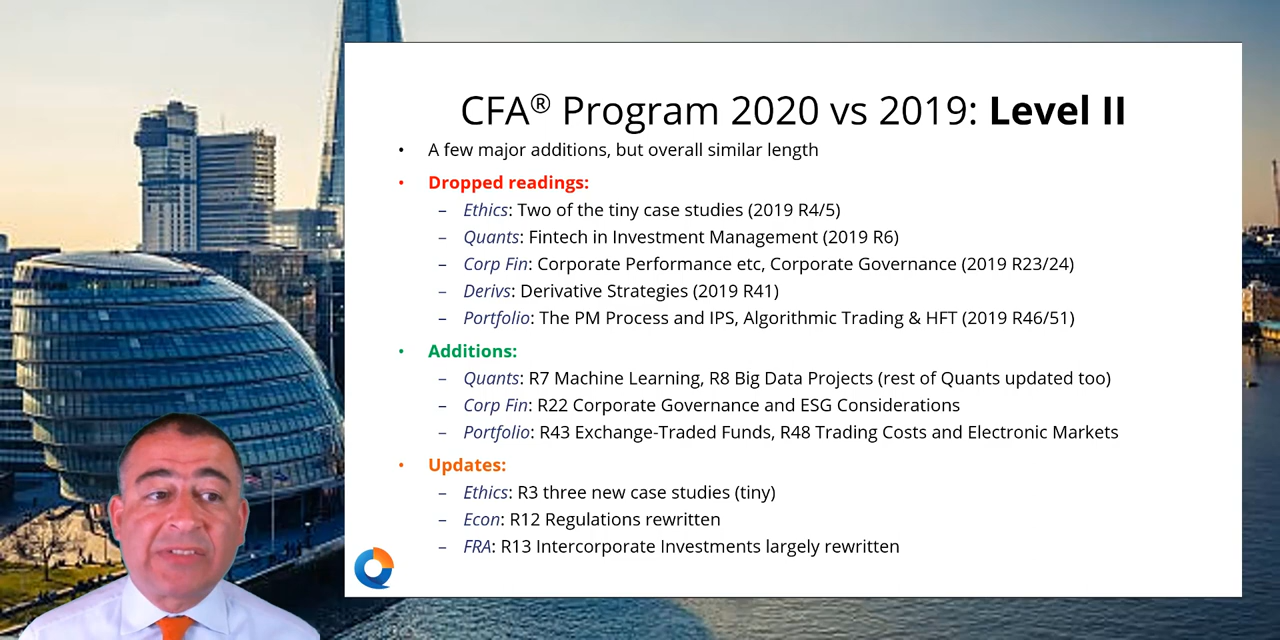 CFA® Program 2020 vs 2019: Level II
• A few major additions, but overall similar length
• Dropped readings:
– Ethics: Two of the tiny case studies (2019 R4/5)
– Quants: Fintech in Investment Management (2019 R6)
– Corp Fin: Corporate Performance etc, Corporate Governance (2019 R23/24)
– Derivs: Derivative Strategies (2019 R41)
– Portfolio: The PM Process and IPS, Algorithmic Trading & HFT (2019 R46/51)
• Additions:
– Quants: R7 Machine Learning, R8 Big Data Projects (rest of Quants updated too)
– Corp Fin: R22 Corporate Governance and ESG Considerations
– Portfolio: R43 Exchange-Traded Funds, R48 Trading Costs and Electronic Markets
• Updates:
– Ethics: R3 three new case studies (tiny)
– Econ: R12 Regulations rewritten
– FRA: R13 Intercorporate Investments largely rewritten